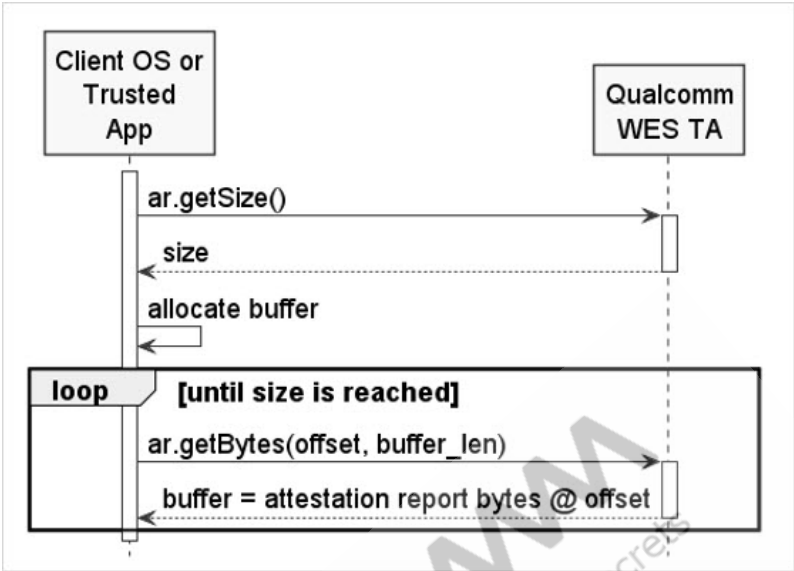 Client OS or
Trusted
App
Qualcomm
WES TA
ar.getSize()
size
allocate buffer
loop [until size is reached]
ar.getBytes(offset, buffer_len)
buffer = attestation report bytes @ offset